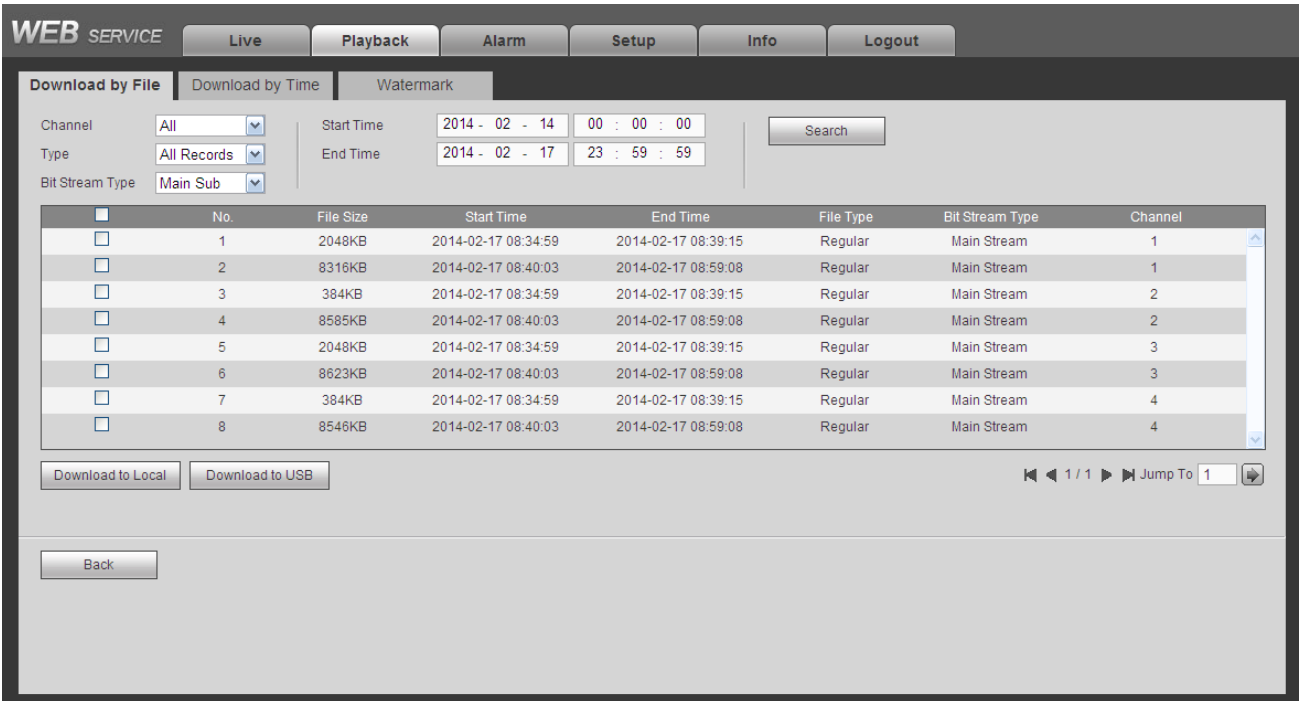 WEB SERVICE Live Playback Alarm Setup Info Logout
Download by File Download by Time Watermark
Channel All Start Time 2014 - 02 - 14 00 : 00 : 00 Search
Type All Records End Time 2014 - 02 - 17 23 : 59 : 59
Bit Stream Type Main Sub
No. File Size Start Time End Time File Type Bit Stream Type Channel
1 2048KB 2014-02-17 08:34:59 2014-02-17 08:39:15 Regular Main Stream 1
2 8316KB 2014-02-17 08:40:03 2014-02-17 08:59:08 Regular Main Stream 1
3 384KB 2014-02-17 08:34:59 2014-02-17 08:39:15 Regular Main Stream 2
4 8585KB 2014-02-17 08:40:03 2014-02-17 08:59:08 Regular Main Stream 2
5 2048KB 2014-02-17 08:34:59 2014-02-17 08:39:15 Regular Main Stream 3
6 8623KB 2014-02-17 08:40:03 2014-02-17 08:59:08 Regular Main Stream 3
7 384KB 2014-02-17 08:34:59 2014-02-17 08:39:15 Regular Main Stream 4
8 8546KB 2014-02-17 08:40:03 2014-02-17 08:59:08 Regular Main Stream 4
Download to Local Download to USB 1 / 1 Jump To 1
Back